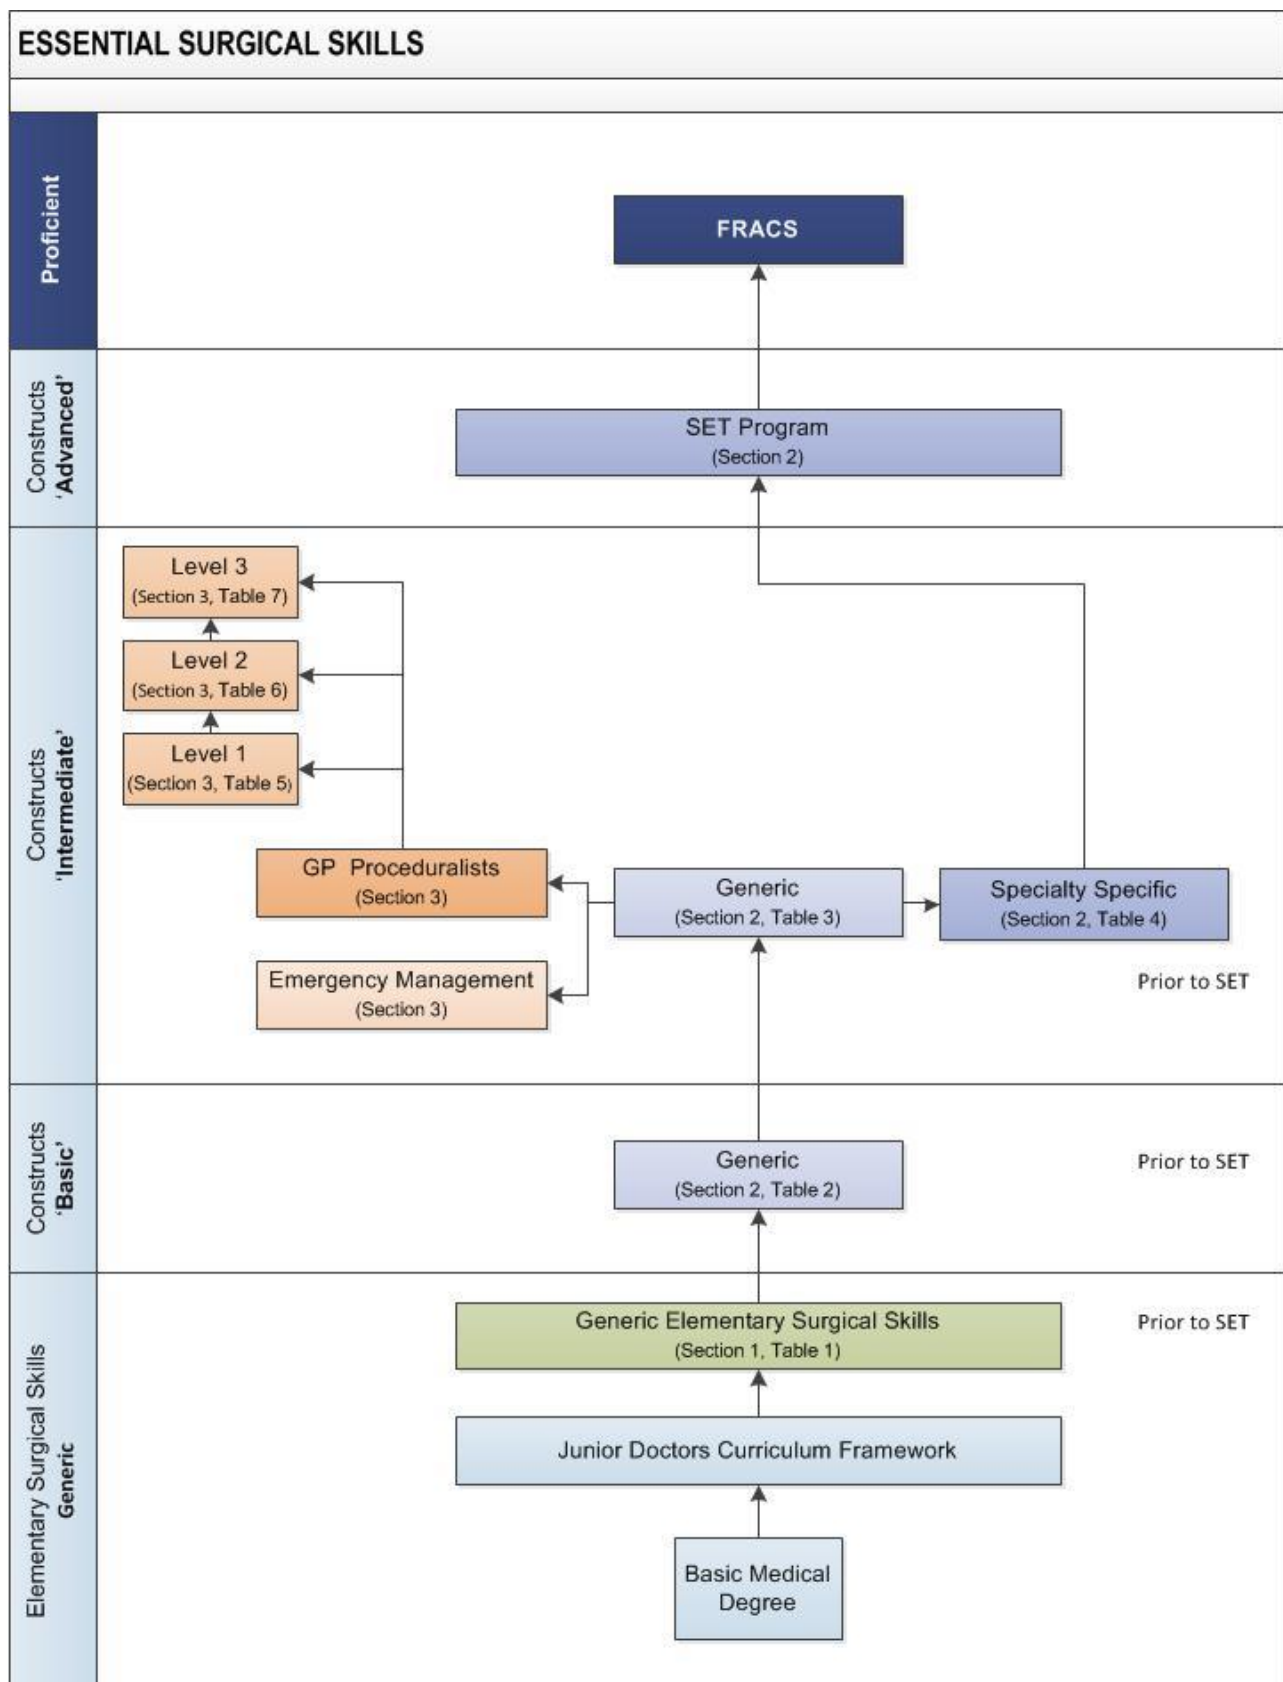 ESSENTIAL SURGICAL SKILLS
Proficient
FRACS
Constructs
'Advanced'
SET Program
(Section 2)
Constructs
'Intermediate'
Level 3
(Section 3, Table 7)
Level 2
(Section 3, Table 6)
Level 1
(Section 3, Table 5)
GP Proceduralists
(Section 3)
Generic
(Section 2, Table 3)
Specialty Specific
(Section 2, Table 4)
Emergency Management
(Section 3)
Prior to SET
Constructs
'Basic'
Generic
(Section 2, Table 2)
Prior to SET
Elementary Surgical Skills
Generic
Generic Elementary Surgical Skills
(Section 1, Table 1)
Prior to SET
Junior Doctors Curriculum Framework
Basic Medical
Degree